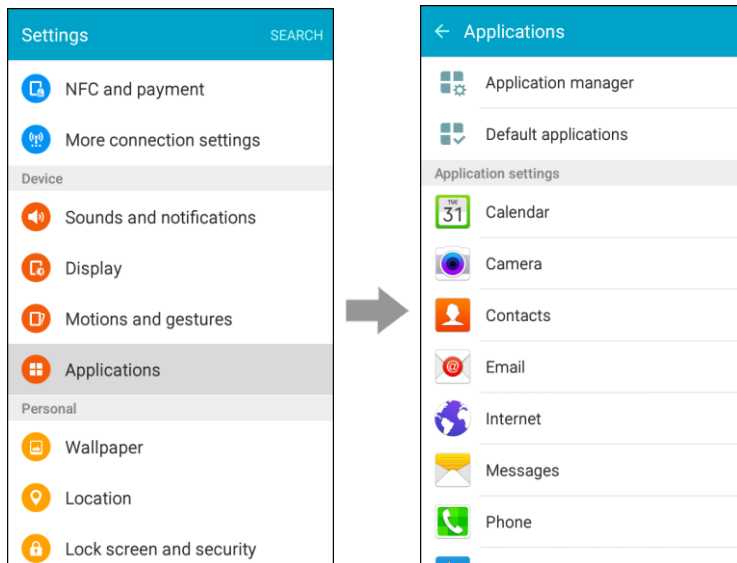 Settings
SEARCH
NFC and payment
More connection settings
Device
Sounds and notifications
Display
Motions and gestures
Applications
Personal
Wallpaper
Location
Lock screen and security
Applications
Application manager
Default applications
Application settings
TUE
31
Calendar
Camera
Contacts
@
Email
Internet
Messages
Phone